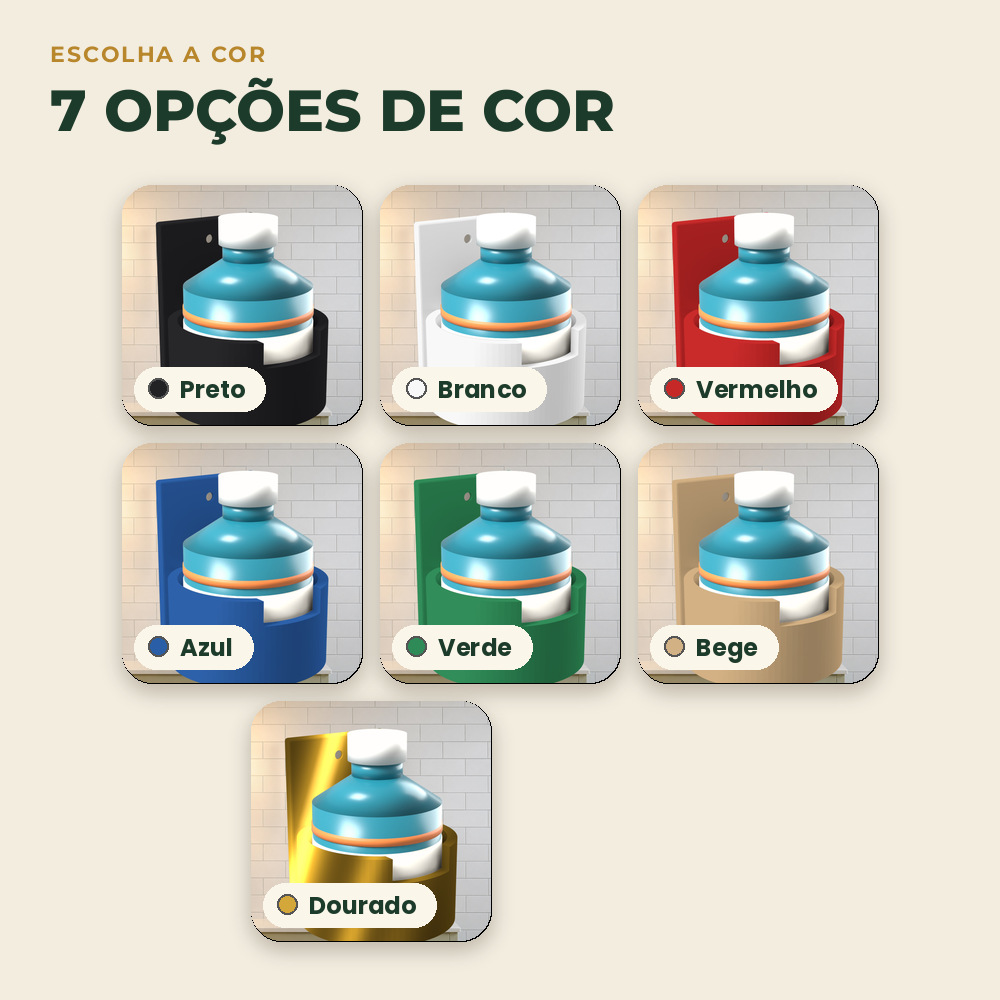 ESCOLHA A COR
7 OPÇÕES DE COR
Preto
Branco
Vermelho
Azul
Verde
Bege
Dourado